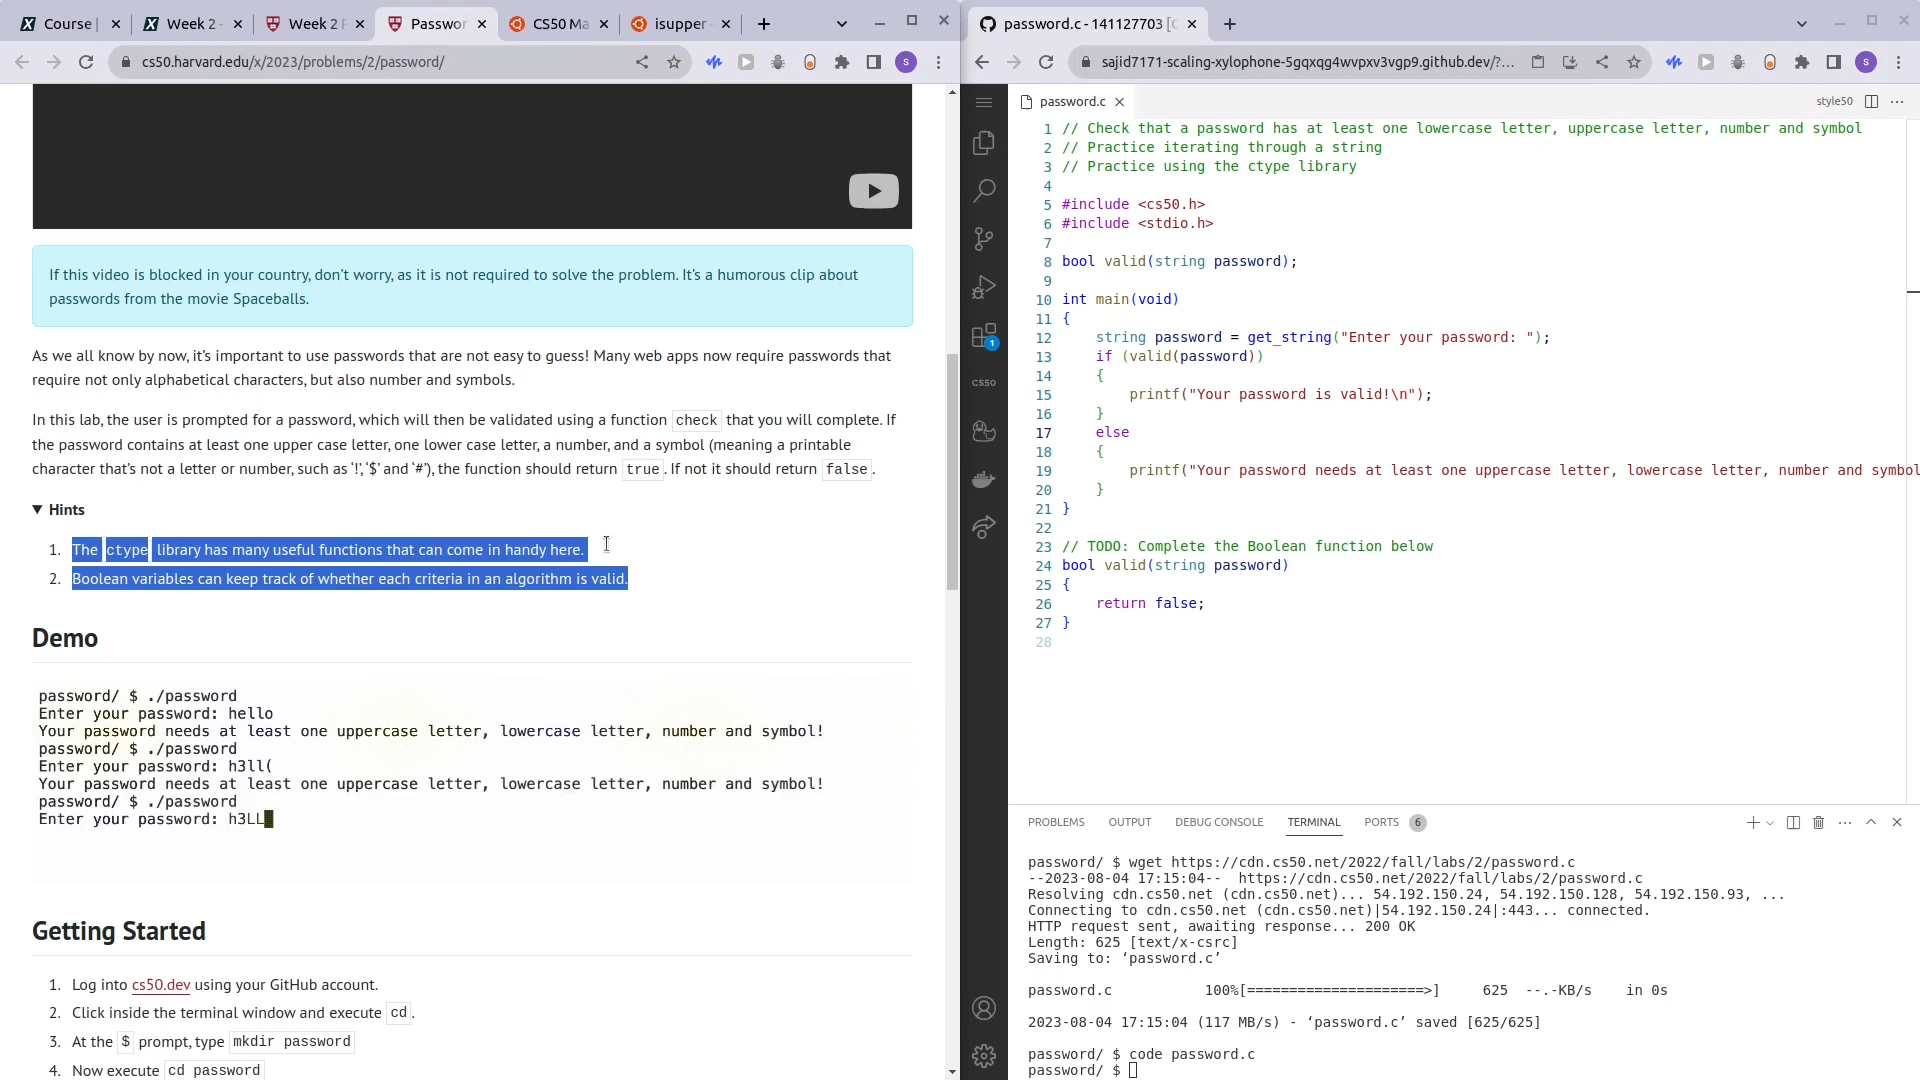 Course |
Week 2 -
Week 2 P
Passwor
CS50 Ma
isupper -
cs50.harvard.edu/x/2023/problems/2/password/
S
If this video is blocked in your country, don't worry, as it is not required to solve the problem. It's a humorous clip about
passwords from the movie Spaceballs.
As we all know by now, it's important to use passwords that are not easy to guess! Many web apps now require passwords that
require not only alphabetical characters, but also number and symbols.
In this lab, the user is prompted for a password, which will then be validated using a function check that you will complete. If
the password contains at least one upper case letter, one lower case letter, a number, and a symbol (meaning a printable
character that's not a letter or number, such as '!', '$' and '#'), the function should return true. If not it should return false.
▼ Hints
1. The ctype library has many useful functions that can come in handy here.
2. Boolean variables can keep track of whether each criteria in an algorithm is valid.
Demo
password/ $ ./password
Enter your password: hello
Your password needs at least one uppercase letter, lowercase letter, number and symbol!
password/ $ ./password
Enter your password: h3ll(
Your password needs at least one uppercase letter, lowercase letter, number and symbol!
password/ $ ./password
Enter your password: h3LL
Getting Started
1. Log into cs50.dev using your GitHub account.
2. Click inside the terminal window and execute cd.
3. At the $ prompt, type mkdir password
4. Now execute cd password
password.c - 141127703 [C
sajid7171-scaling-xylophone-5gqxqg4wvpxv3vgp9.github.dev/?...
S
password.c
style50
1 // Check that a password has at least one lowercase letter, uppercase letter, number and symbol
2 // Practice iterating through a string
3 // Practice using the ctype library
4
5 #include <cs50.h>
6 #include <stdio.h>
7
8 bool valid(string password);
9
10 int main(void)
11 {
12 string password = get_string("Enter your password: ");
13 if (valid(password))
14 {
15 printf("Your password is valid!\n");
16 }
17 else
18 {
19 printf("Your password needs at least one uppercase letter, lowercase letter, number and symbol
20 }
21 }
22
23 // TODO: Complete the Boolean function below
24 bool valid(string password)
25 {
26 return false;
27 }
28
1
CS50
PROBLEMS OUTPUT DEBUG CONSOLE TERMINAL PORTS 6
password/ $ wget https://cdn.cs50.net/2022/fall/labs/2/password.c
--2023-08-04 17:15:04-- https://cdn.cs50.net/2022/fall/labs/2/password.c
Resolving cdn.cs50.net (cdn.cs50.net)... 54.192.150.24, 54.192.150.128, 54.192.150.93, ...
Connecting to cdn.cs50.net (cdn.cs50.net)|54.192.150.24|:443... connected.
HTTP request sent, awaiting response... 200 OK
Length: 625 [text/x-csrc]
Saving to: ‘password.c’
password.c 100%[=====================>] 625 --.-KB/s in 0s
2023-08-04 17:15:04 (117 MB/s) - ‘password.c’ saved [625/625]
password/ $ code password.c
password/ $